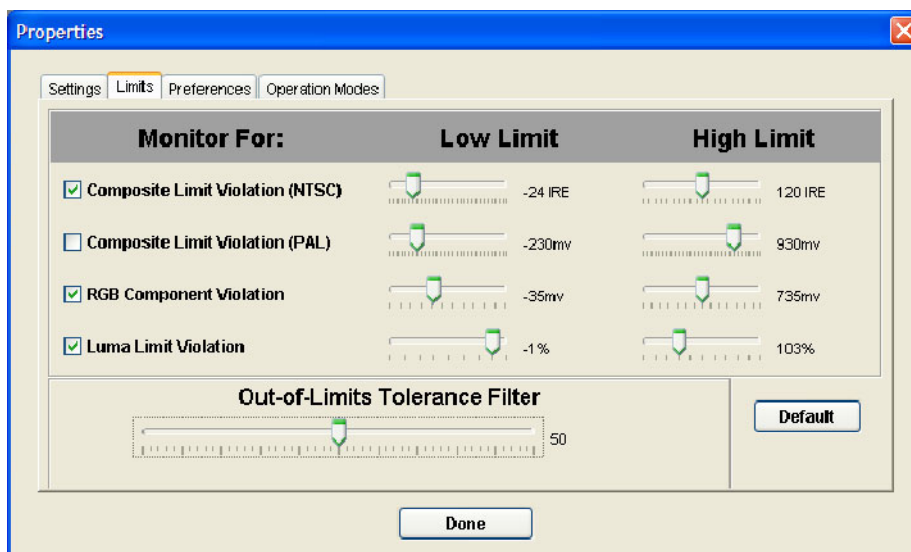 Properties
Settings Limits Preferences Operation Modes
Monitor For: Low Limit High Limit
Composite Limit Violation (NTSC) -24 IRE 120 IRE
Composite Limit Violation (PAL) -230mv 930mv
RGB Component Violation -35mv 735mv
Luma Limit Violation -1% 103%
Out-of-Limits Tolerance Filter
50
Default
Done